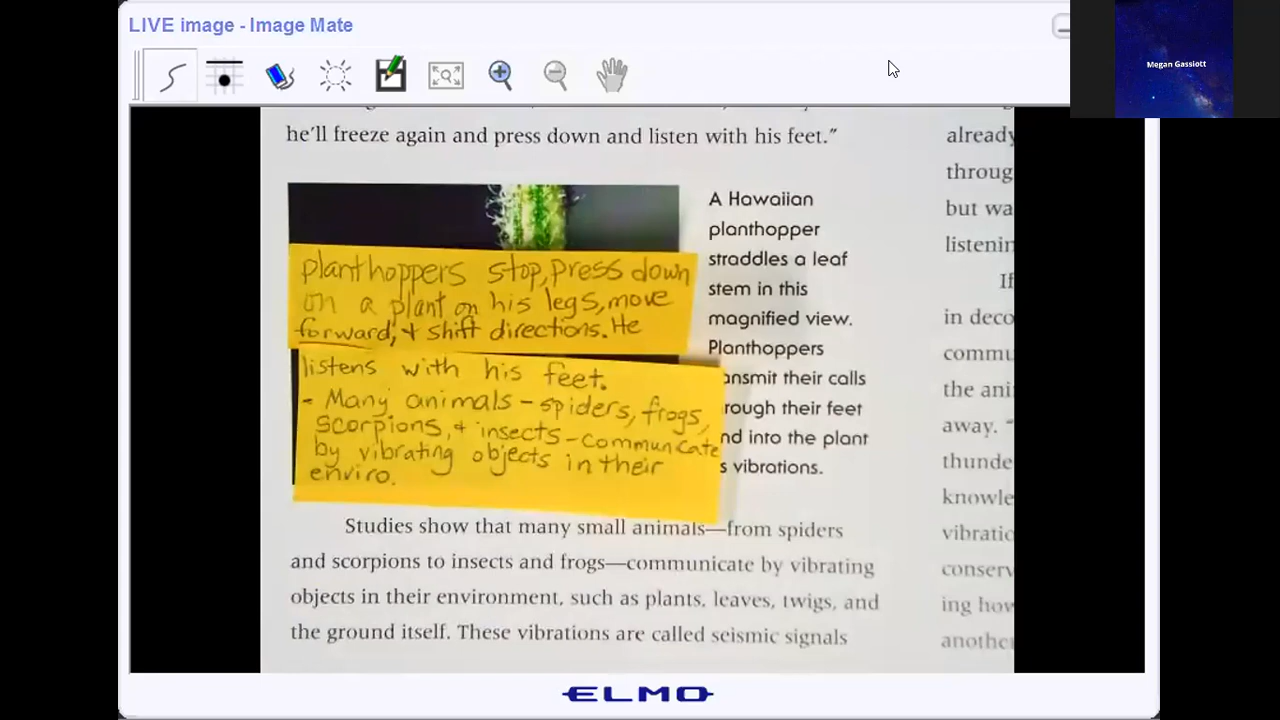 LIVE image - Image Mate
Megan Gassiott
he'll freeze again and press down and listen with his feet."
A Hawaiian
planthopper
straddles a leaf
stem in this
magnified view.
Planthoppers
ansmit their calls
rough their feet
nd into the plant
s vibrations.
planthoppers stop, press down
on a plant on his legs, move
forward, & shift directions. He
listens with his feet.
- Many animals - spiders, frogs,
scorpions, & insects - communcate
by vibrating objects in their
enviro.
Studies show that many small animals—from spiders
and scorpions to insects and frogs—communicate by vibrating
objects in their environment, such as plants, leaves, twigs, and
the ground itself. These vibrations are called seismic signals
already
throug
but wa
listenin
If
in deco
commu
the ani
away. "
thunde
knowle
vibratio
conserv
ing how
another
ELMO